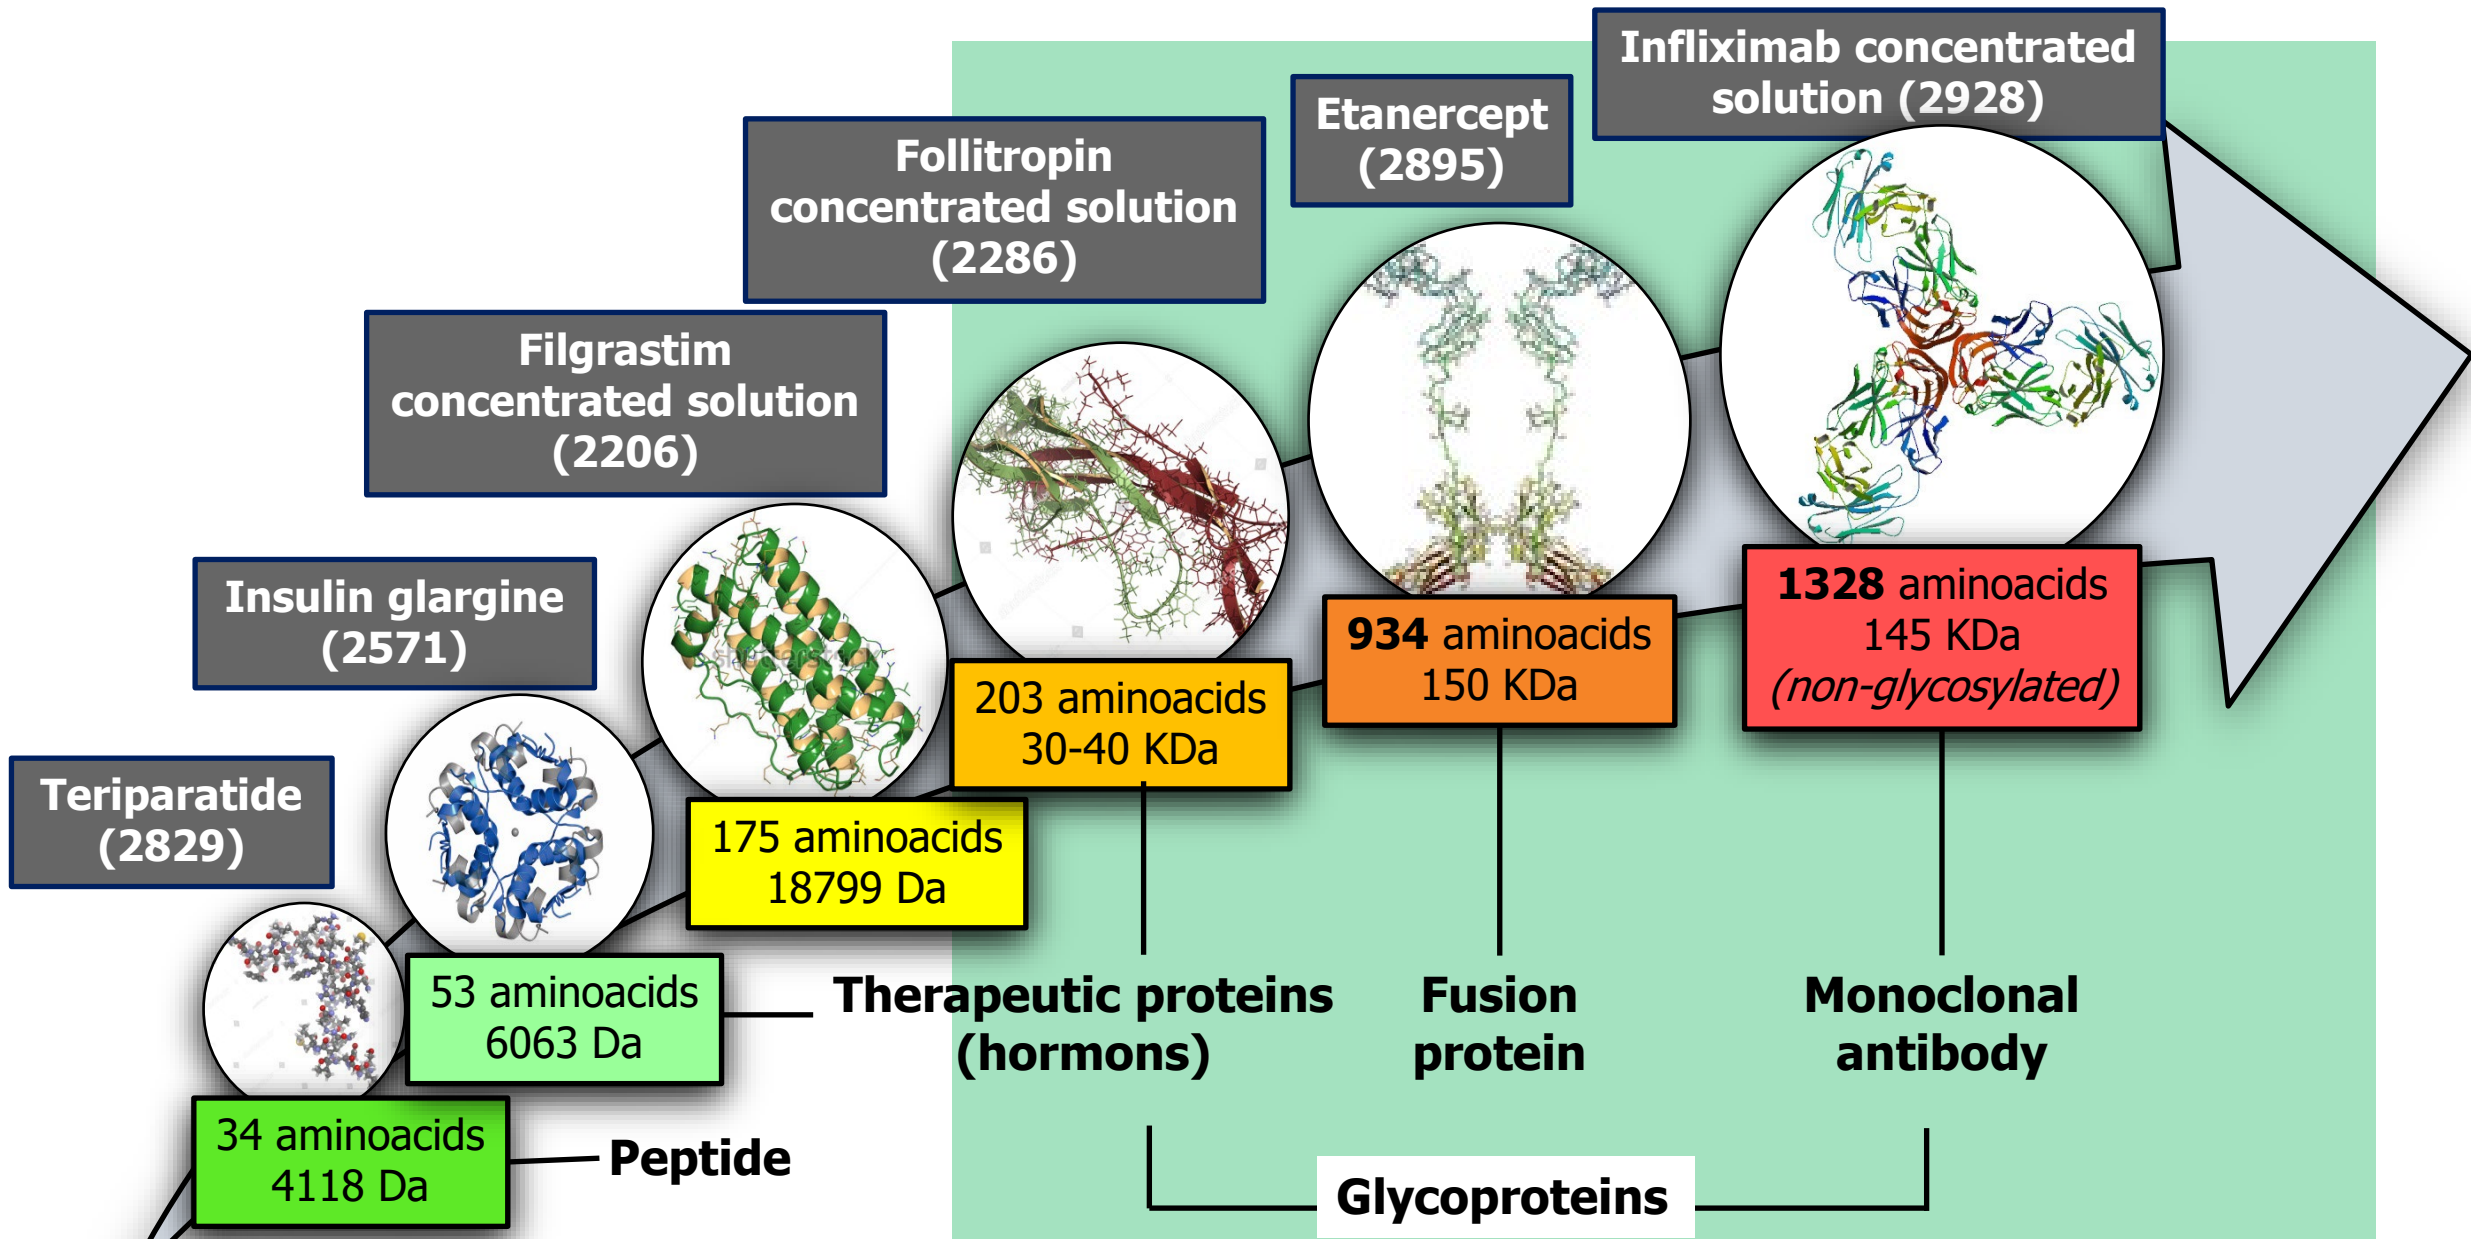 Infliximab concentrated
solution (2928)
Etanercept
(2895)
Follitropin
concentrated solution
(2286)
Filgrastim
concentrated solution
(2206)
Insulin glargine
(2571)
Teriparatide
(2829)
shutterstock
1328 aminoacids
145 KDa
(non-glycosylated)
934 aminoacids
150 KDa
203 aminoacids
30-40 KDa
175 aminoacids
18799 Da
53 aminoacids
6063 Da
34 aminoacids
4118 Da
Therapeutic proteins
(hormons)
Fusion
protein
Monoclonal
antibody
Peptide
Glycoproteins